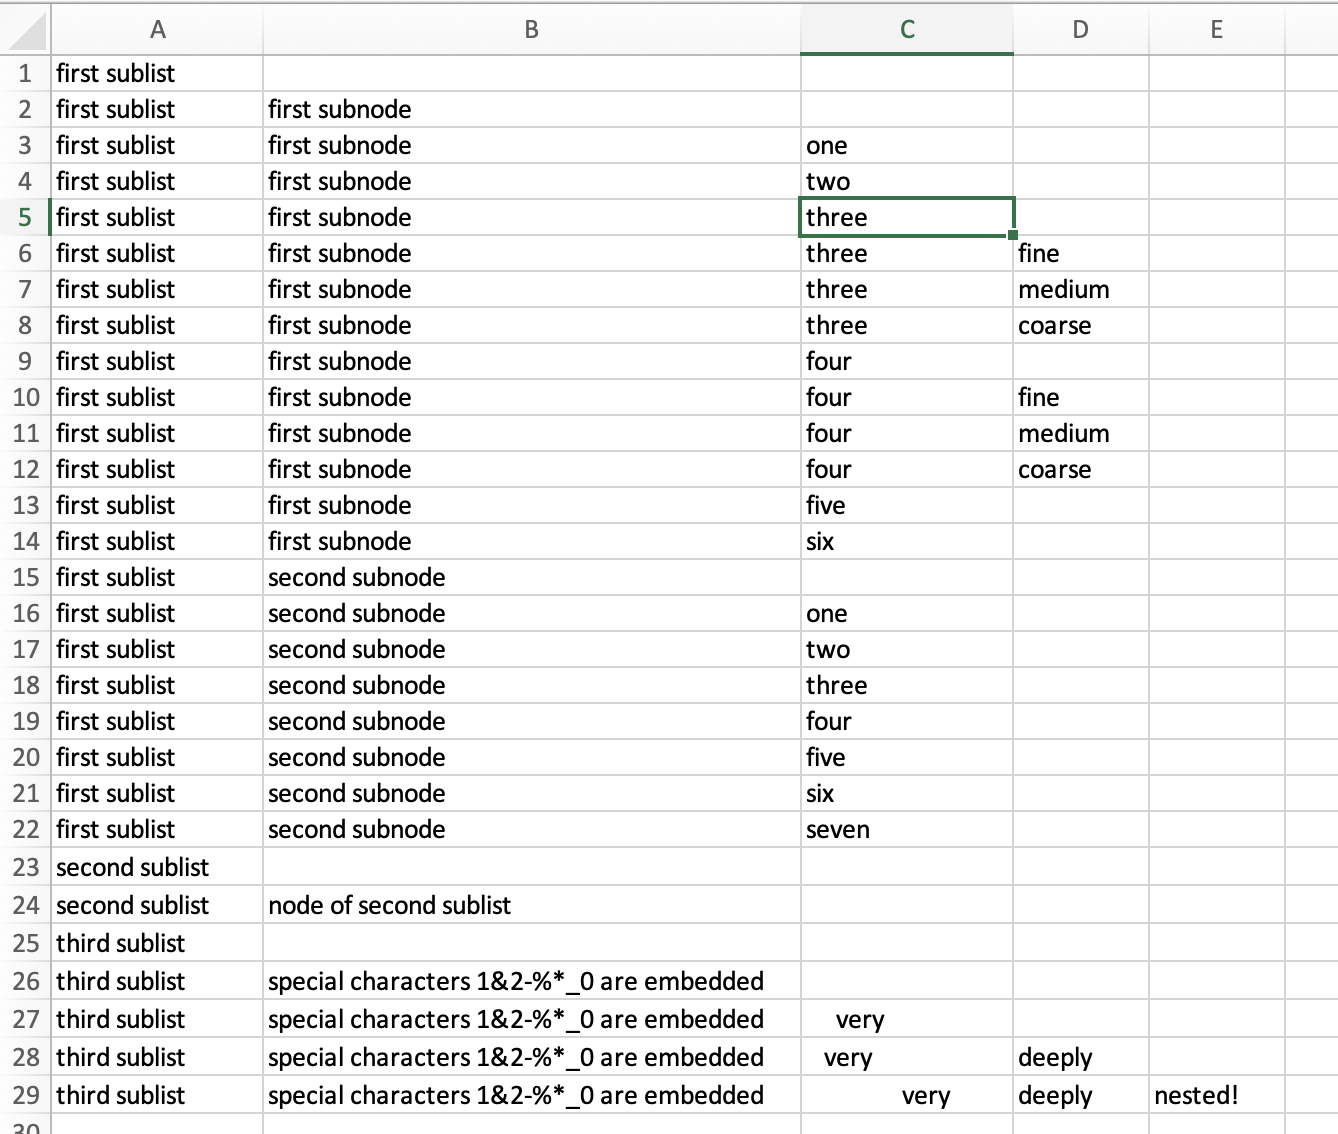 A B C D E
1 first sublist
2 first sublist first subnode
3 first sublist first subnode one
4 first sublist first subnode two
5 first sublist first subnode three
6 first sublist first subnode three fine
7 first sublist first subnode three medium
8 first sublist first subnode three coarse
9 first sublist first subnode four
10 first sublist first subnode four fine
11 first sublist first subnode four medium
12 first sublist first subnode four coarse
13 first sublist first subnode five
14 first sublist first subnode six
15 first sublist second subnode
16 first sublist second subnode one
17 first sublist second subnode two
18 first sublist second subnode three
19 first sublist second subnode four
20 first sublist second subnode five
21 first sublist second subnode six
22 first sublist second subnode seven
23 second sublist
24 second sublist node of second sublist
25 third sublist
26 third sublist special characters 1&2-%*_0 are embedded
27 third sublist special characters 1&2-%*_0 are embedded very
28 third sublist special characters 1&2-%*_0 are embedded very deeply
29 third sublist special characters 1&2-%*_0 are embedded very deeply nested!
30